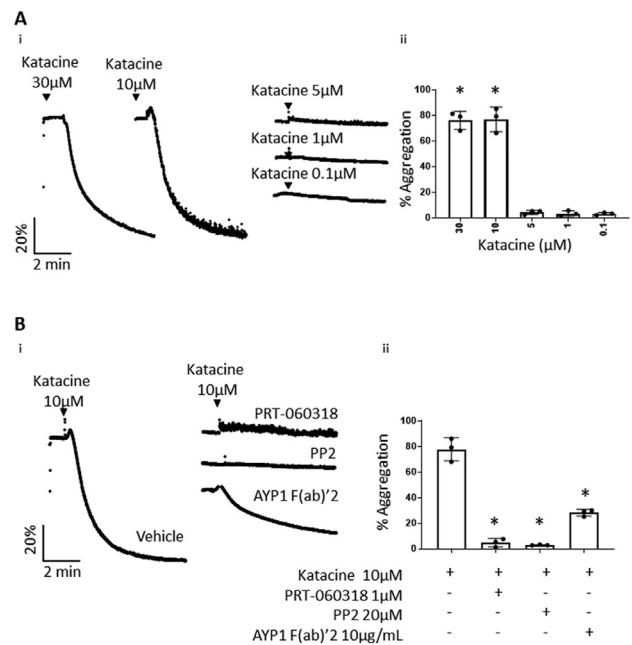 A
i
ii
Katacine
30μM
Katacine
10μM
Katacine 5μM
Katacine 1μM
Katacine 0.1μM
20%
2 min
% Aggregation
100
80
60
40
20
0
* *
30 10 5 1 0.1
Katacine (μM)
B
i
ii
Katacine
10μM
Katacine
10μM
PRT-060318
PP2
AYP1 F(ab)'2
Vehicle
20%
2 min
% Aggregation
100
80
60
40
20
0
* * *
Katacine 10μM + + + +
PRT-060318 1μM - + - -
PP2 20μM - - + -
AYP1 F(ab)'2 10μg/mL - - - +